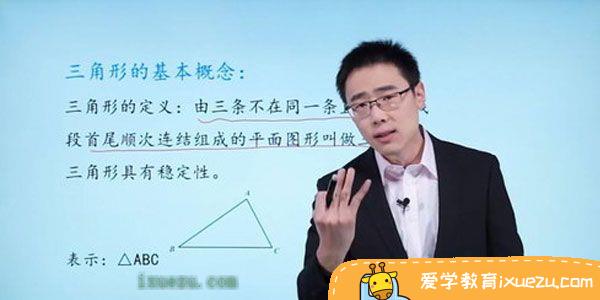 三角形的基本概念：
三角形的定义：由三条不在同一条
段首尾顺次连结组成的平面图形叫做
三角形具有稳定性。
A
B
C
表示：△ABC
ixuezu.com
爱学教育ixuezu.com